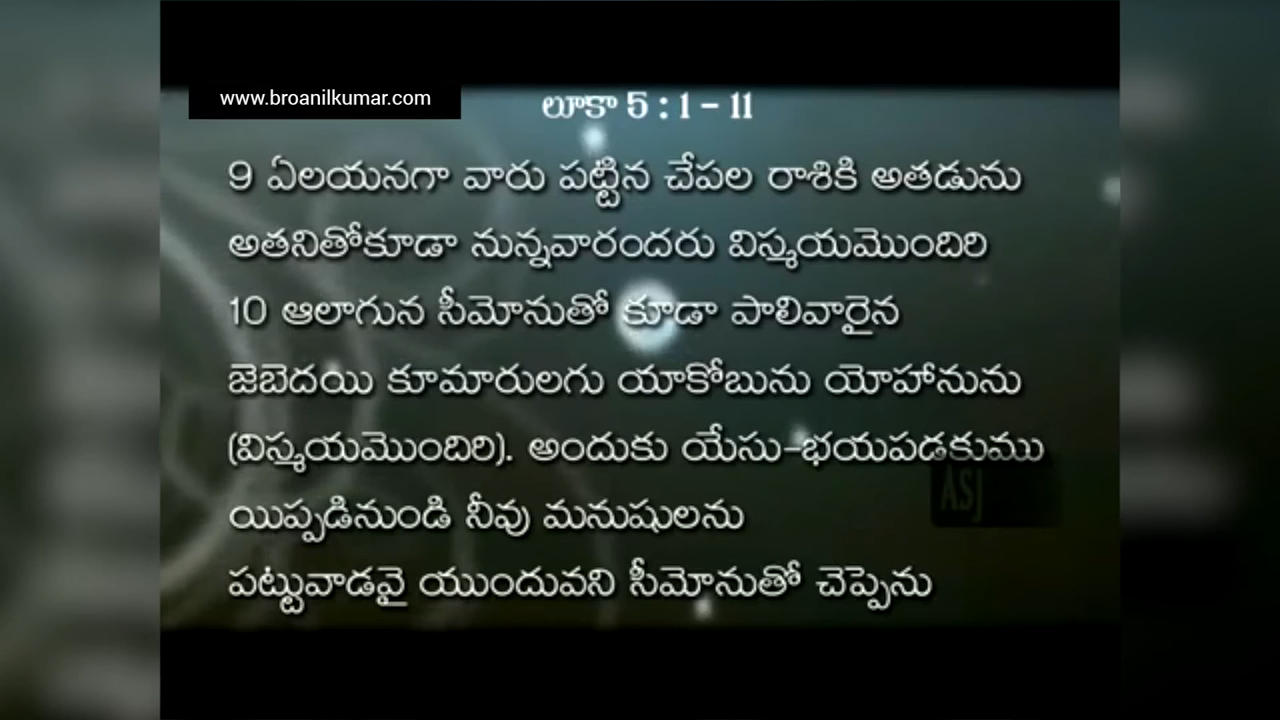 www.broanilkumar.com
లూకా 5 : 1 - 11
9 ఏలయనగా వారు పట్టిన చేపల రాశికి అతడును
అతనితోకూడా నున్నవారందరు విస్మయమొందిరి
10 ఆలాగున సీమోనుతో కూడా పాలివారైన
జెబెదయి కూమారులగు యాకోబును యోహానును
(విస్మయమొందిరి). అందుకు యేసు-భయపడకుము
ASJ
యిప్పడినుండి నీవు మనుషులను
పట్టువాడవై యుందువని సీమోనుతో చెప్పెను